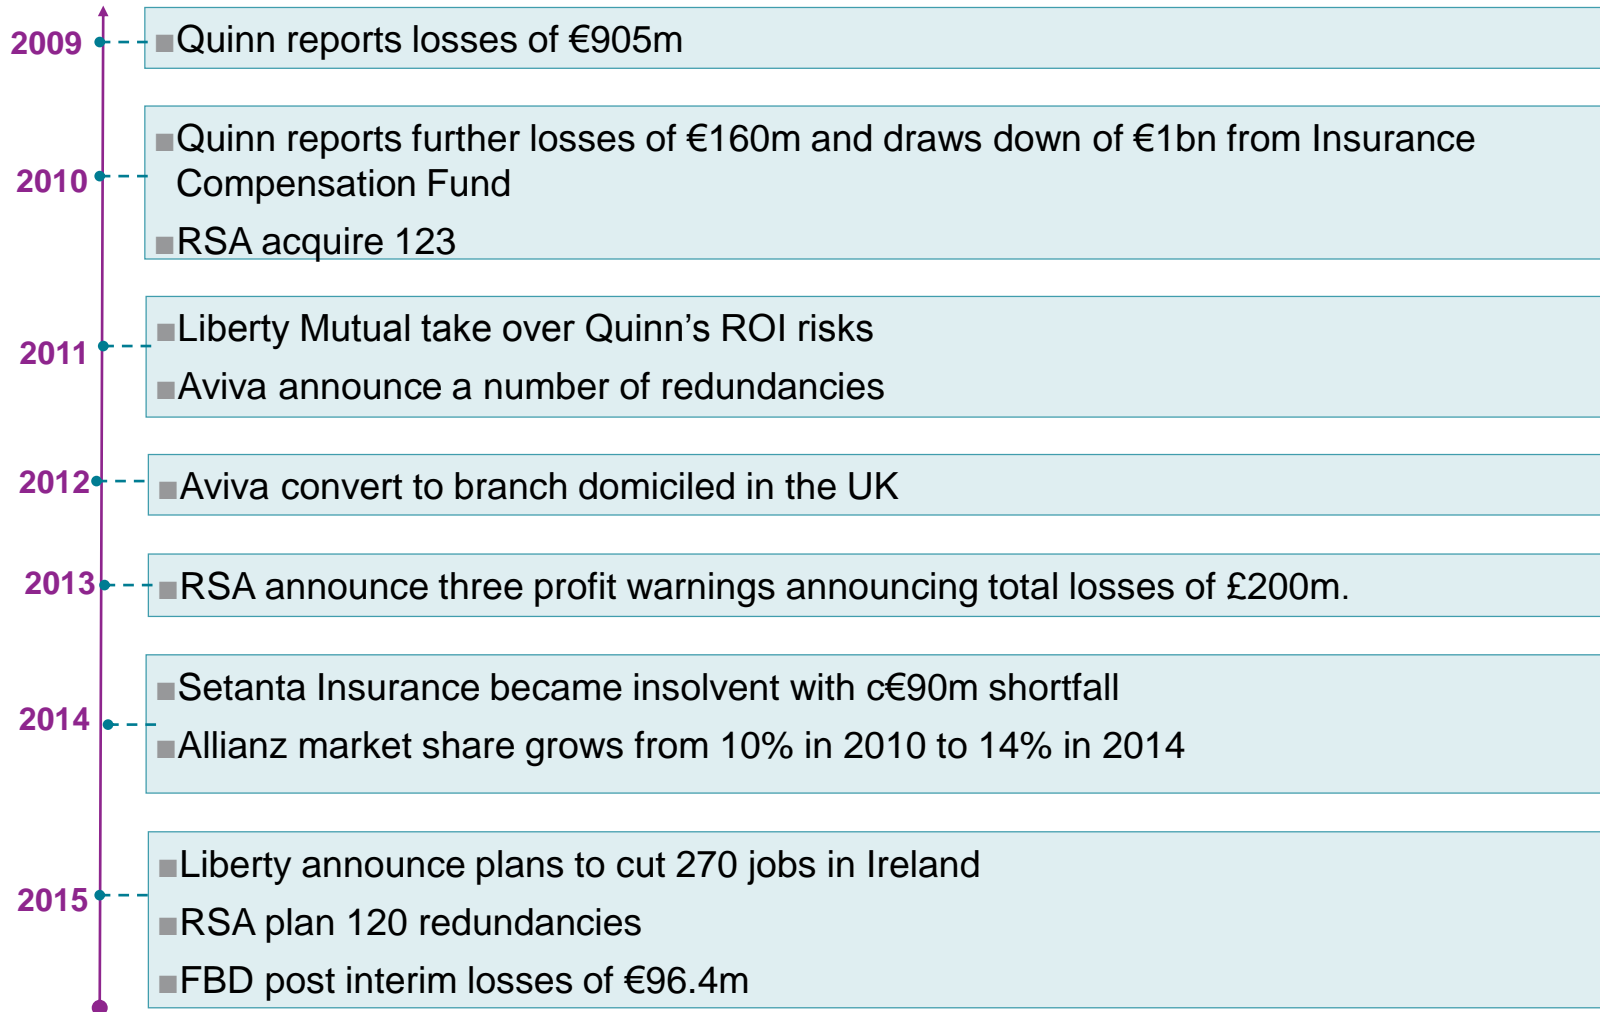 2009
■Quinn reports losses of €905m
2010
■Quinn reports further losses of €160m and draws down of €1bn from Insurance
Compensation Fund
■RSA acquire 123
2011
■Liberty Mutual take over Quinn’s ROI risks
■Aviva announce a number of redundancies
2012
■Aviva convert to branch domiciled in the UK
2013
■RSA announce three profit warnings announcing total losses of £200m.
2014
■Setanta Insurance became insolvent with c€90m shortfall
■Allianz market share grows from 10% in 2010 to 14% in 2014
2015
■Liberty announce plans to cut 270 jobs in Ireland
■RSA plan 120 redundancies
■FBD post interim losses of €96.4m